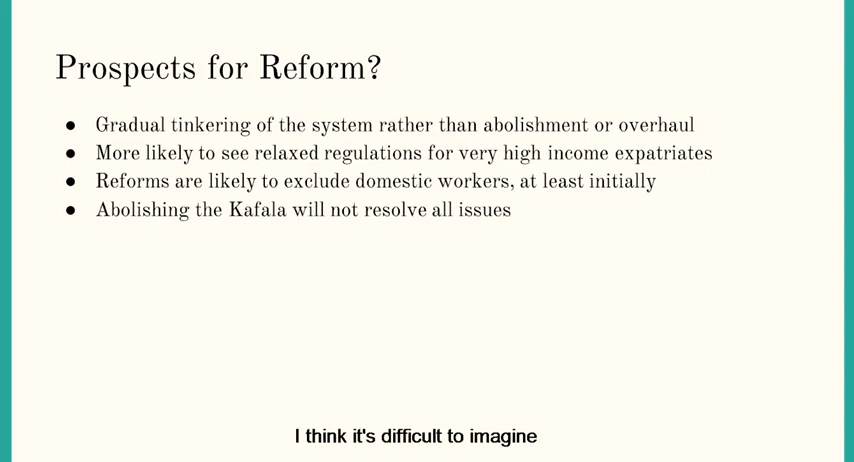 Prospects for Reform?
● Gradual tinkering of the system rather than abolishment or overhaul
● More likely to see relaxed regulations for very high income expatriates
● Reforms are likely to exclude domestic workers, at least initially
● Abolishing the Kafala will not resolve all issues
I think it's difficult to imagine